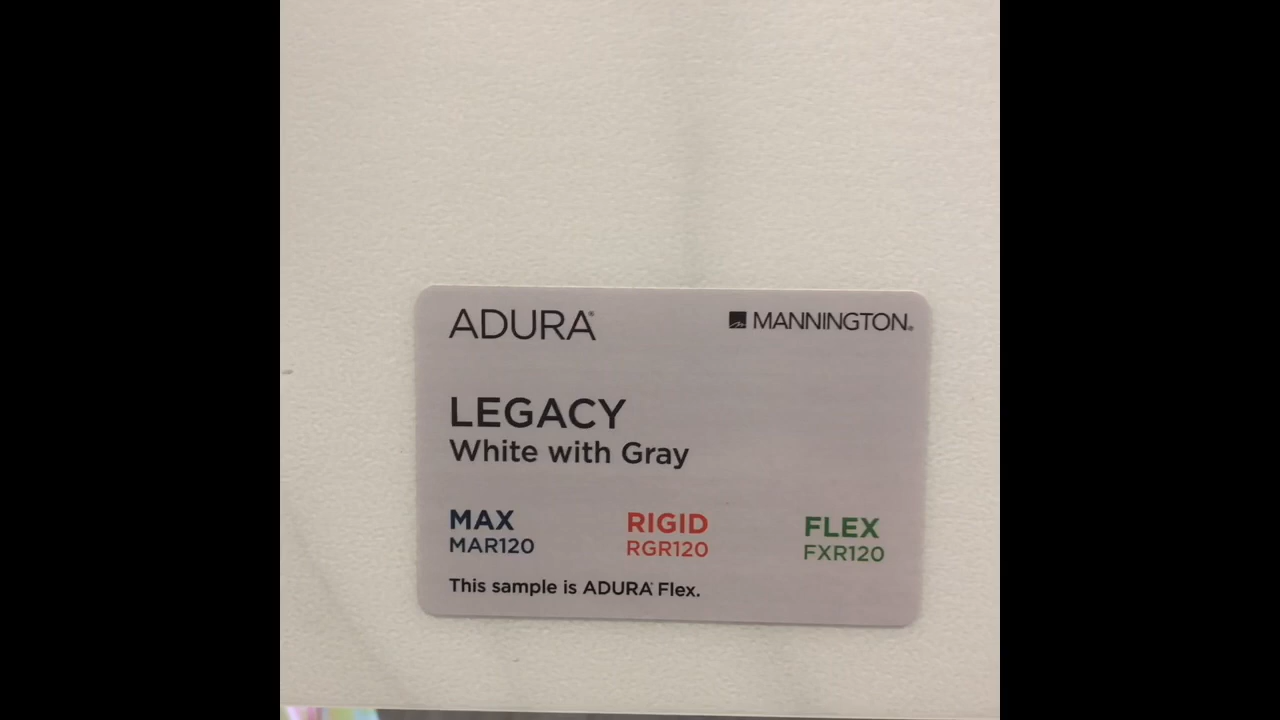 ADURA®
MANNINGTON®
LEGACY
White with Gray
MAX RIGID FLEX
MAR120 RGR120 FXR120
This sample is ADURA® Flex.